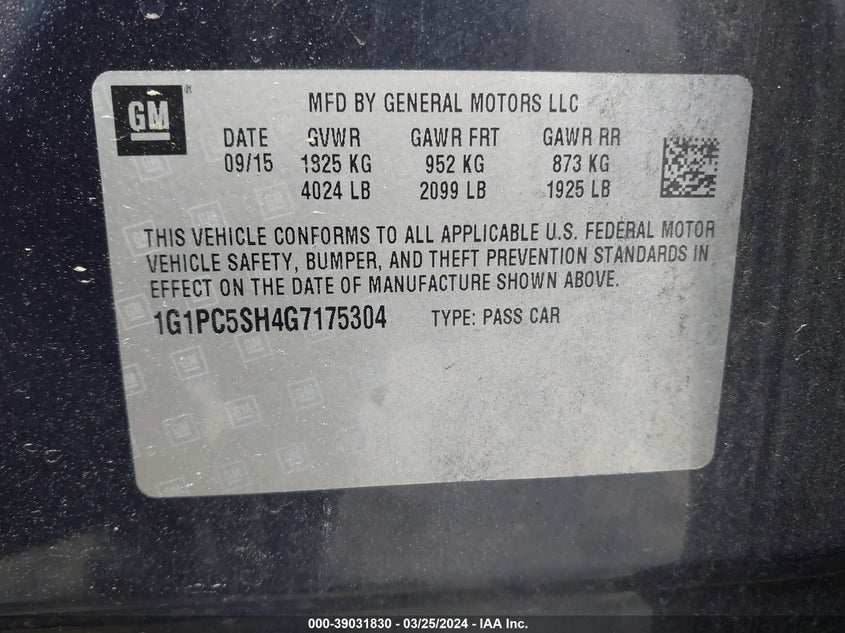 GM
MFD BY GENERAL MOTORS LLC
DATE GVWR GAWR FRT GAWR RR
09/15 1825 KG 952 KG 873 KG
4024 LB 2099 LB 1925 LB
THIS VEHICLE CONFORMS TO ALL APPLICABLE U.S. FEDERAL MOTOR
VEHICLE SAFETY, BUMPER, AND THEFT PREVENTION STANDARDS IN
EFFECT ON THE DATE OF MANUFACTURE SHOWN ABOVE.
1G1PC5SH4G7175304 TYPE: PASS CAR
000-39031830 - 03/25/2024 - IAA Inc.